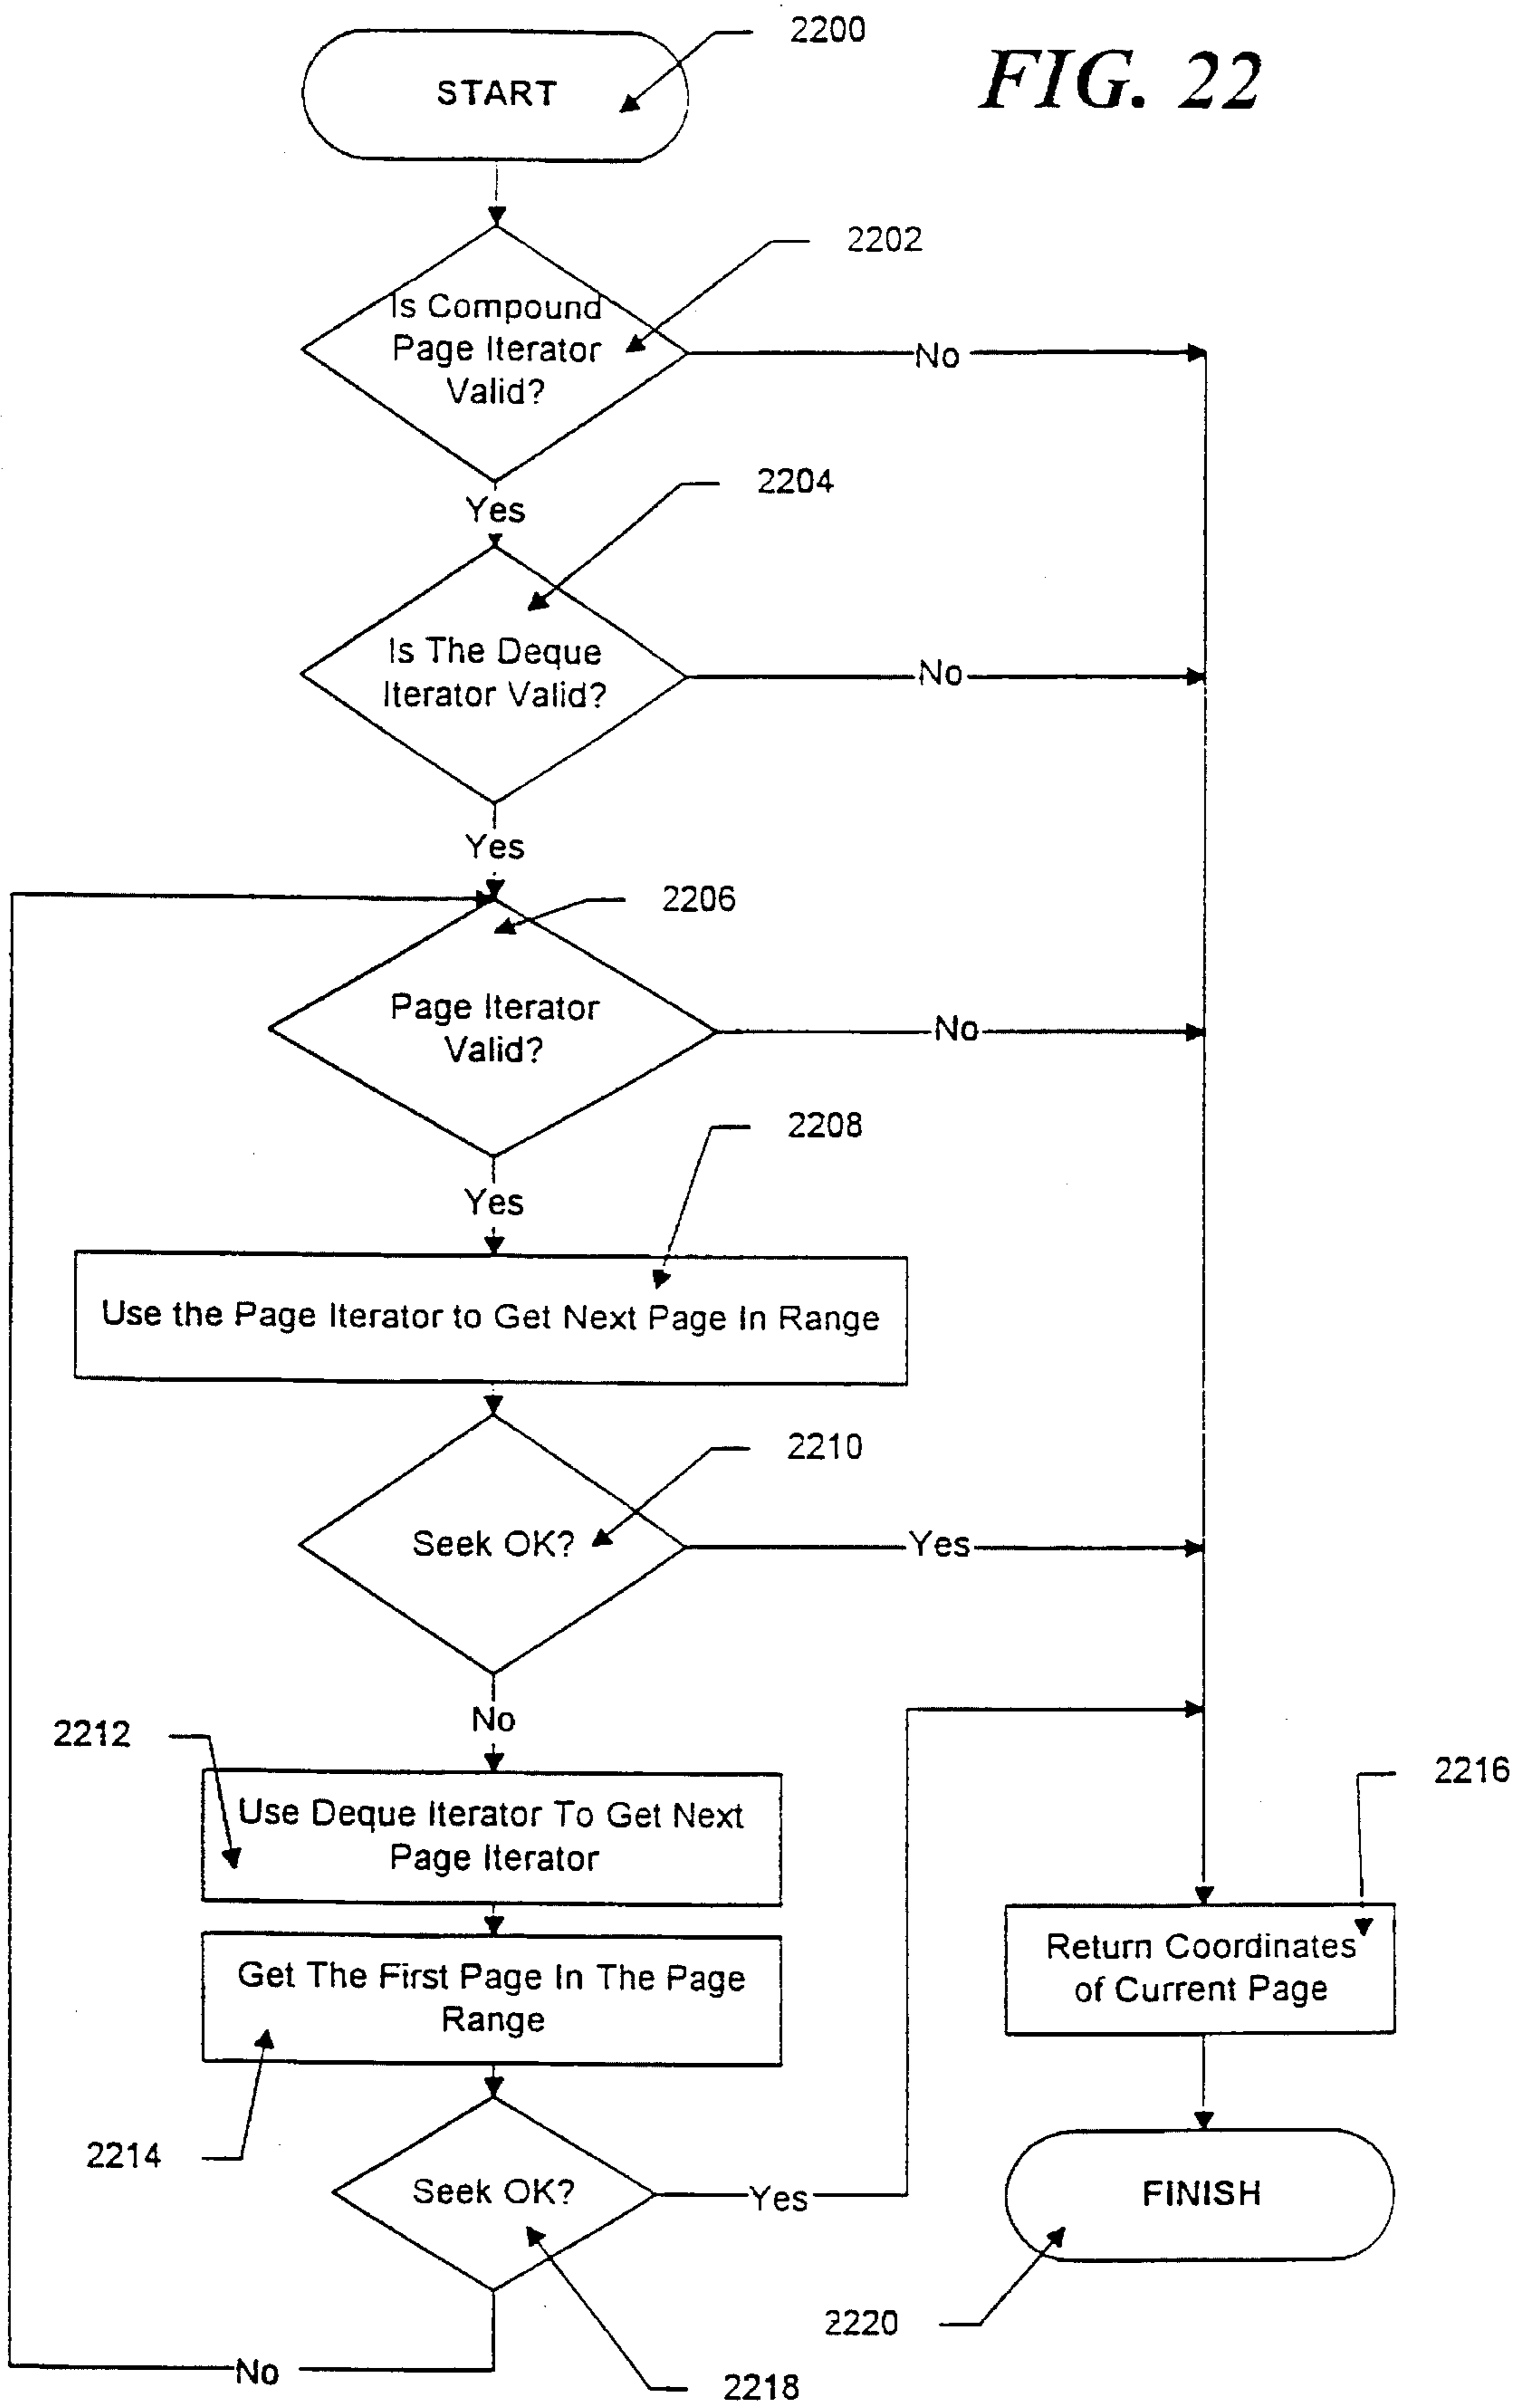 2200
FIG. 22
START
2202
Is Compound
Page Iterator
Valid?
No
Yes
2204
Is The Deque
Iterator Valid?
No
Yes
2206
Page Iterator
Valid?
No
2208
Yes
Use the Page Iterator to Get Next Page In Range
2210
Seek OK?
Yes
No
2212
2216
Use Deque Iterator To Get Next
Page Iterator
Return Coordinates
of Current Page
Get The First Page In The Page
Range
2214
Seek OK?
Yes
FINISH
2220
No
2218